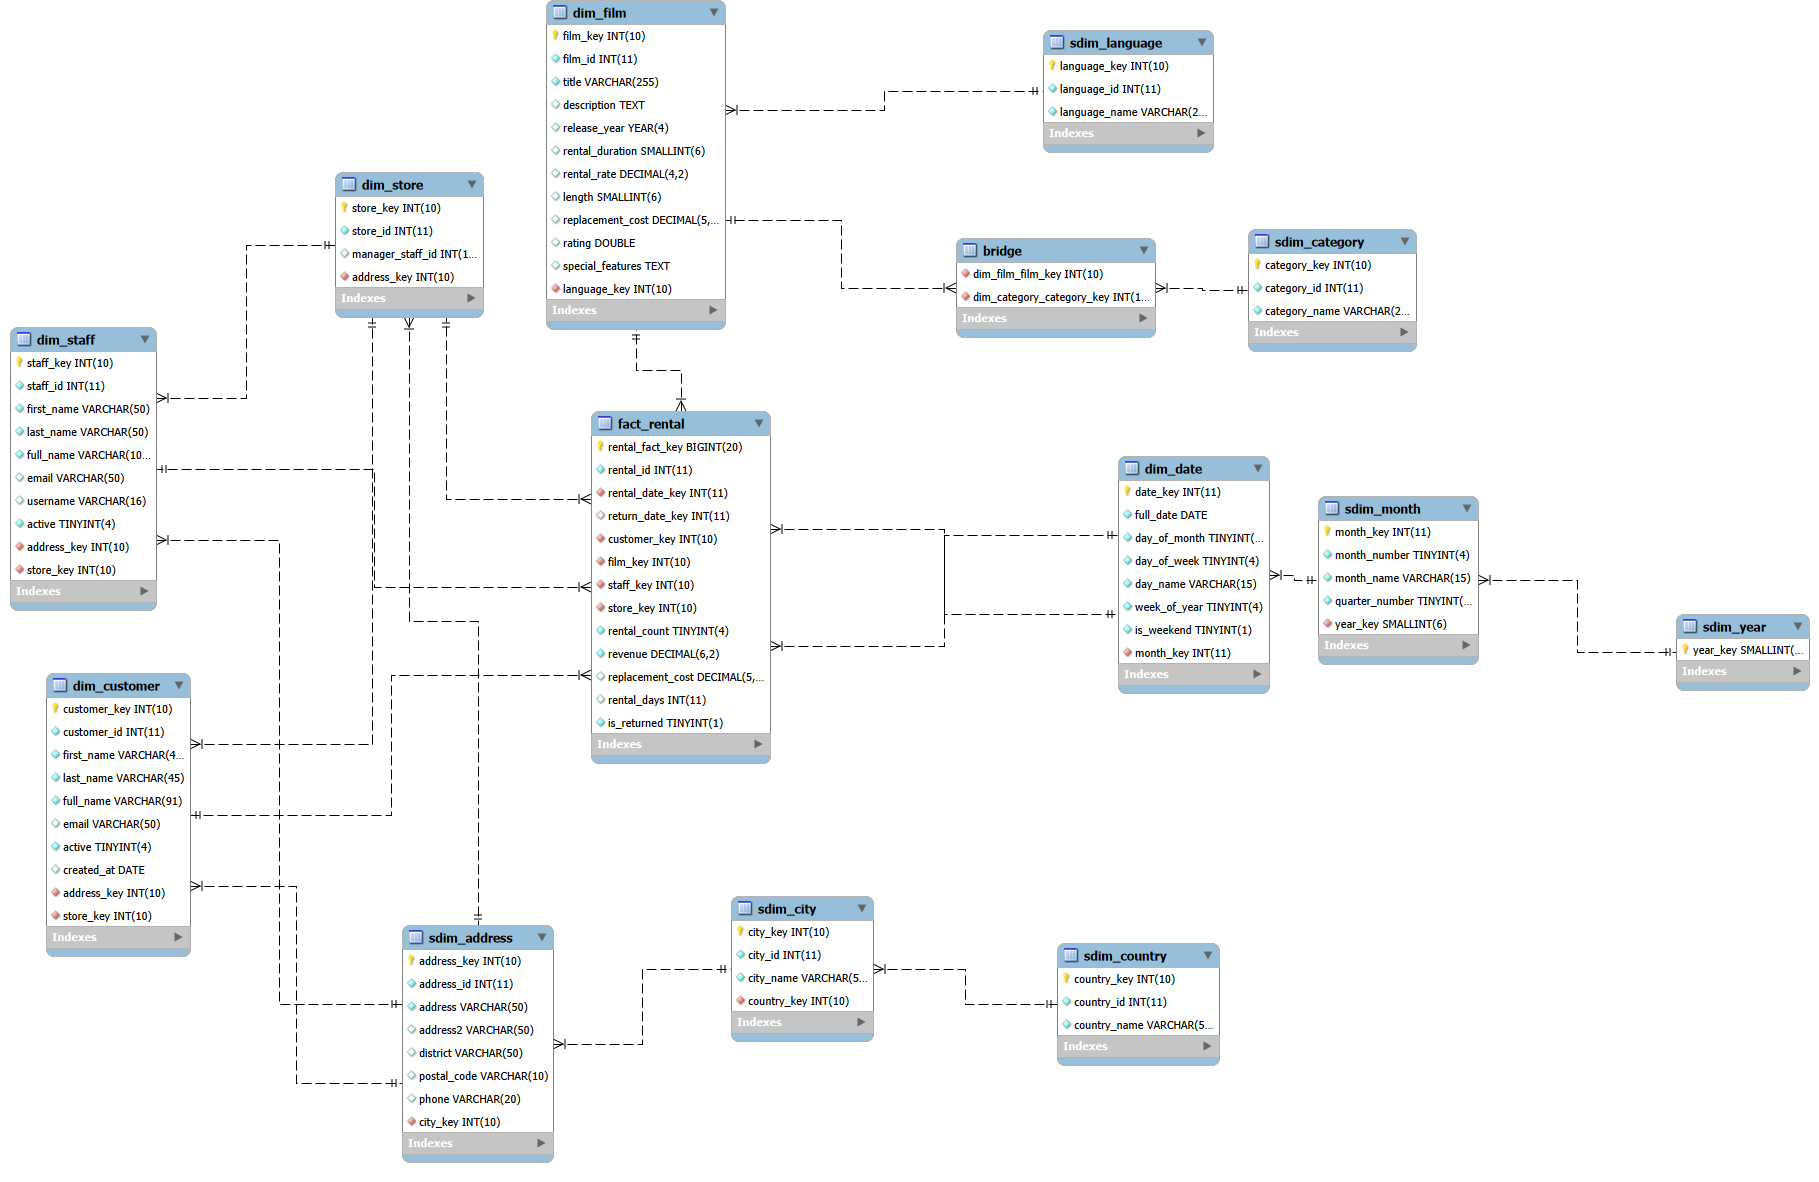 dim_film
film_key INT(10)
film_id INT(11)
title VARCHAR(255)
description TEXT
release_year YEAR(4)
rental_duration SMALLINT(6)
rental_rate DECIMAL(4,2)
length SMALLINT(6)
replacement_cost DECIMAL(5,...
rating DOUBLE
special_features TEXT
language_key INT(10)
Indexes
sdim_language
language_key INT(10)
language_id INT(11)
language_name VARCHAR(2...
Indexes
dim_store
store_key INT(10)
store_id INT(11)
manager_staff_id INT(1...
address_key INT(10)
Indexes
bridge
dim_film_film_key INT(10)
dim_category_category_key INT(1...
Indexes
sdim_category
category_key INT(10)
category_id INT(11)
category_name VARCHAR(2...
Indexes
dim_staff
staff_key INT(10)
staff_id INT(11)
first_name VARCHAR(50)
last_name VARCHAR(50)
full_name VARCHAR(10...
email VARCHAR(50)
username VARCHAR(16)
active TINYINT(4)
address_key INT(10)
store_key INT(10)
Indexes
fact_rental
rental_fact_key BIGINT(20)
rental_id INT(11)
rental_date_key INT(11)
return_date_key INT(11)
customer_key INT(10)
film_key INT(10)
staff_key INT(10)
store_key INT(10)
rental_count TINYINT(4)
revenue DECIMAL(6,2)
replacement_cost DECIMAL(5,...
rental_days INT(11)
is_returned TINYINT(1)
Indexes
dim_date
date_key INT(11)
full_date DATE
day_of_month TINYINT(...
day_of_week TINYINT(4)
day_name VARCHAR(15)
week_of_year TINYINT(4)
is_weekend TINYINT(1)
month_key INT(11)
Indexes
sdim_month
month_key INT(11)
month_number TINYINT(4)
month_name VARCHAR(15)
quarter_number TINYINT(...
year_key SMALLINT(6)
Indexes
sdim_year
year_key SMALLINT(...
Indexes
dim_customer
customer_key INT(10)
customer_id INT(11)
first_name VARCHAR(4...
last_name VARCHAR(45)
full_name VARCHAR(91)
email VARCHAR(50)
active TINYINT(4)
created_at DATE
address_key INT(10)
store_key INT(10)
Indexes
sdim_address
address_key INT(10)
address_id INT(11)
address VARCHAR(50)
address2 VARCHAR(50)
district VARCHAR(50)
postal_code VARCHAR(10)
phone VARCHAR(20)
city_key INT(10)
Indexes
sdim_city
city_key INT(10)
city_id INT(11)
city_name VARCHAR(5...
country_key INT(10)
Indexes
sdim_country
country_key INT(10)
country_id INT(11)
country_name VARCHAR(5...
Indexes